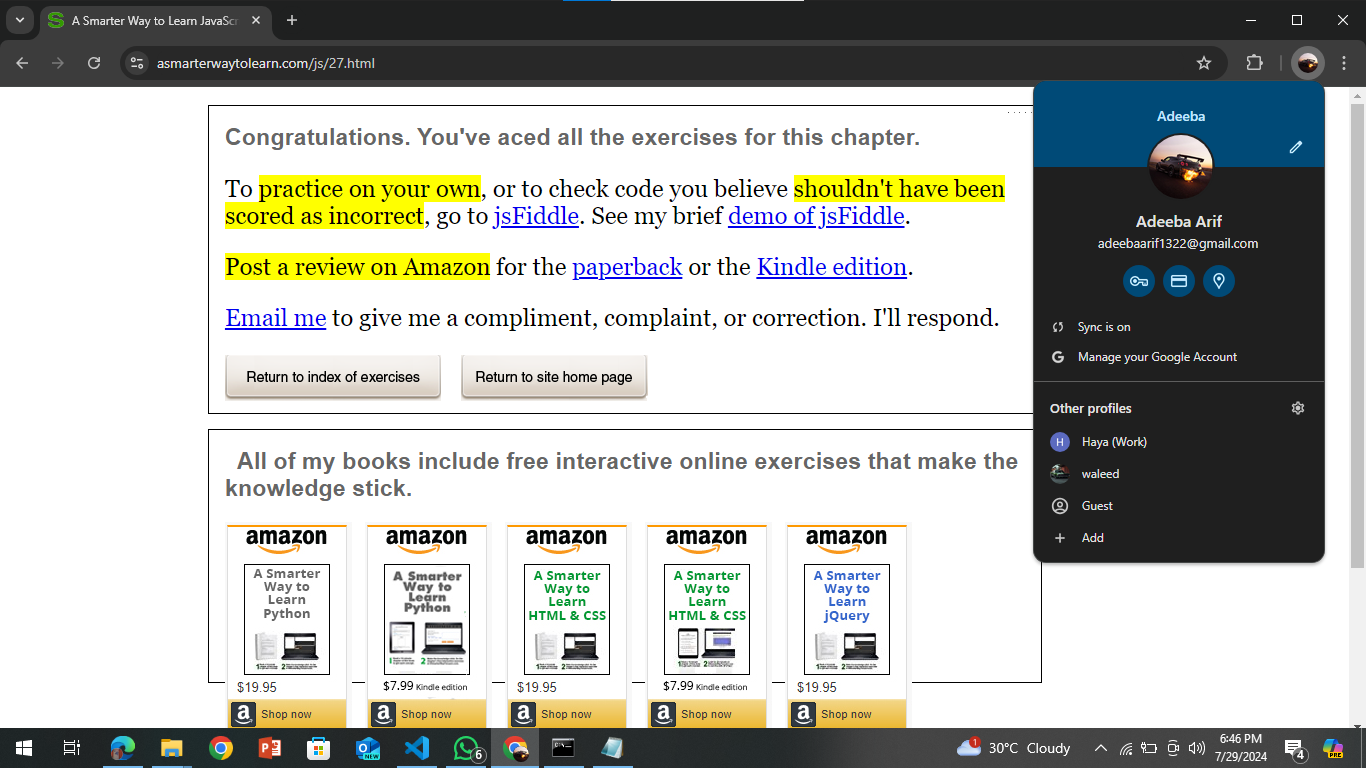 A Smarter Way to Learn JavaSc
asmarterwaytolearn.com/js/27.html
Congratulations. You've aced all the exercises for this chapter.
To practice on your own, or to check code you believe shouldn't have been
scored as incorrect, go to jsFiddle. See my brief demo of jsFiddle.
Post a review on Amazon for the paperback or the Kindle edition.
Email me to give me a compliment, complaint, or correction. I'll respond.
Return to index of exercises
Return to site home page
All of my books include free interactive online exercises that make the
knowledge stick.
amazon
A Smarter
Way to
Learn
Python
$19.95
Shop now
amazon
A Smarter
Way to
Learn
Python
$7.99 Kindle edition
Shop now
amazon
A Smarter
Way to
Learn
HTML & CSS
$19.95
Shop now
amazon
A Smarter
Way to
Learn
HTML & CSS
$7.99 Kindle edition
Shop now
amazon
A Smarter
Way to
Learn
jQuery
$19.95
Shop now
Adeeba
Adeeba Arif
adeebaarif1322@gmail.com
Sync is on
Manage your Google Account
Other profiles
H
Haya (Work)
waleed
Guest
Add
NEW
6
1
30°C Cloudy
6:46 PM
7/29/2024
4
PRE